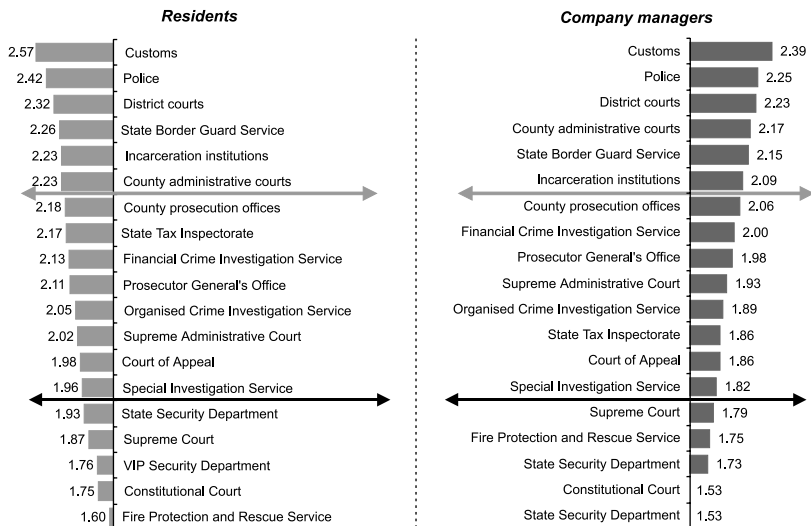 Residents
2.57 Customs
2.42 Police
2.32 District courts
2.26 State Border Guard Service
2.23 Incarceration institutions
2.23 County administrative courts
2.18 County prosecution offices
2.17 State Tax Inspectorate
2.13 Financial Crime Investigation Service
2.11 Prosecutor General's Office
2.05 Organised Crime Investigation Service
2.02 Supreme Administrative Court
1.98 Court of Appeal
1.96 Special Investigation Service
1.93 State Security Department
1.87 Supreme Court
1.76 VIP Security Department
1.75 Constitutional Court
1.60 Fire Protection and Rescue Service
Company managers
Customs 2.39
Police 2.25
District courts 2.23
County administrative courts 2.17
State Border Guard Service 2.15
Incarceration institutions 2.09
County prosecution offices 2.06
Financial Crime Investigation Service 2.00
Prosecutor General's Office 1.98
Supreme Administrative Court 1.93
Organised Crime Investigation Service 1.89
State Tax Inspectorate 1.86
Court of Appeal 1.86
Special Investigation Service 1.82
Supreme Court 1.79
Fire Protection and Rescue Service 1.75
State Security Department 1.73
Constitutional Court 1.53
State Security Department 1.53